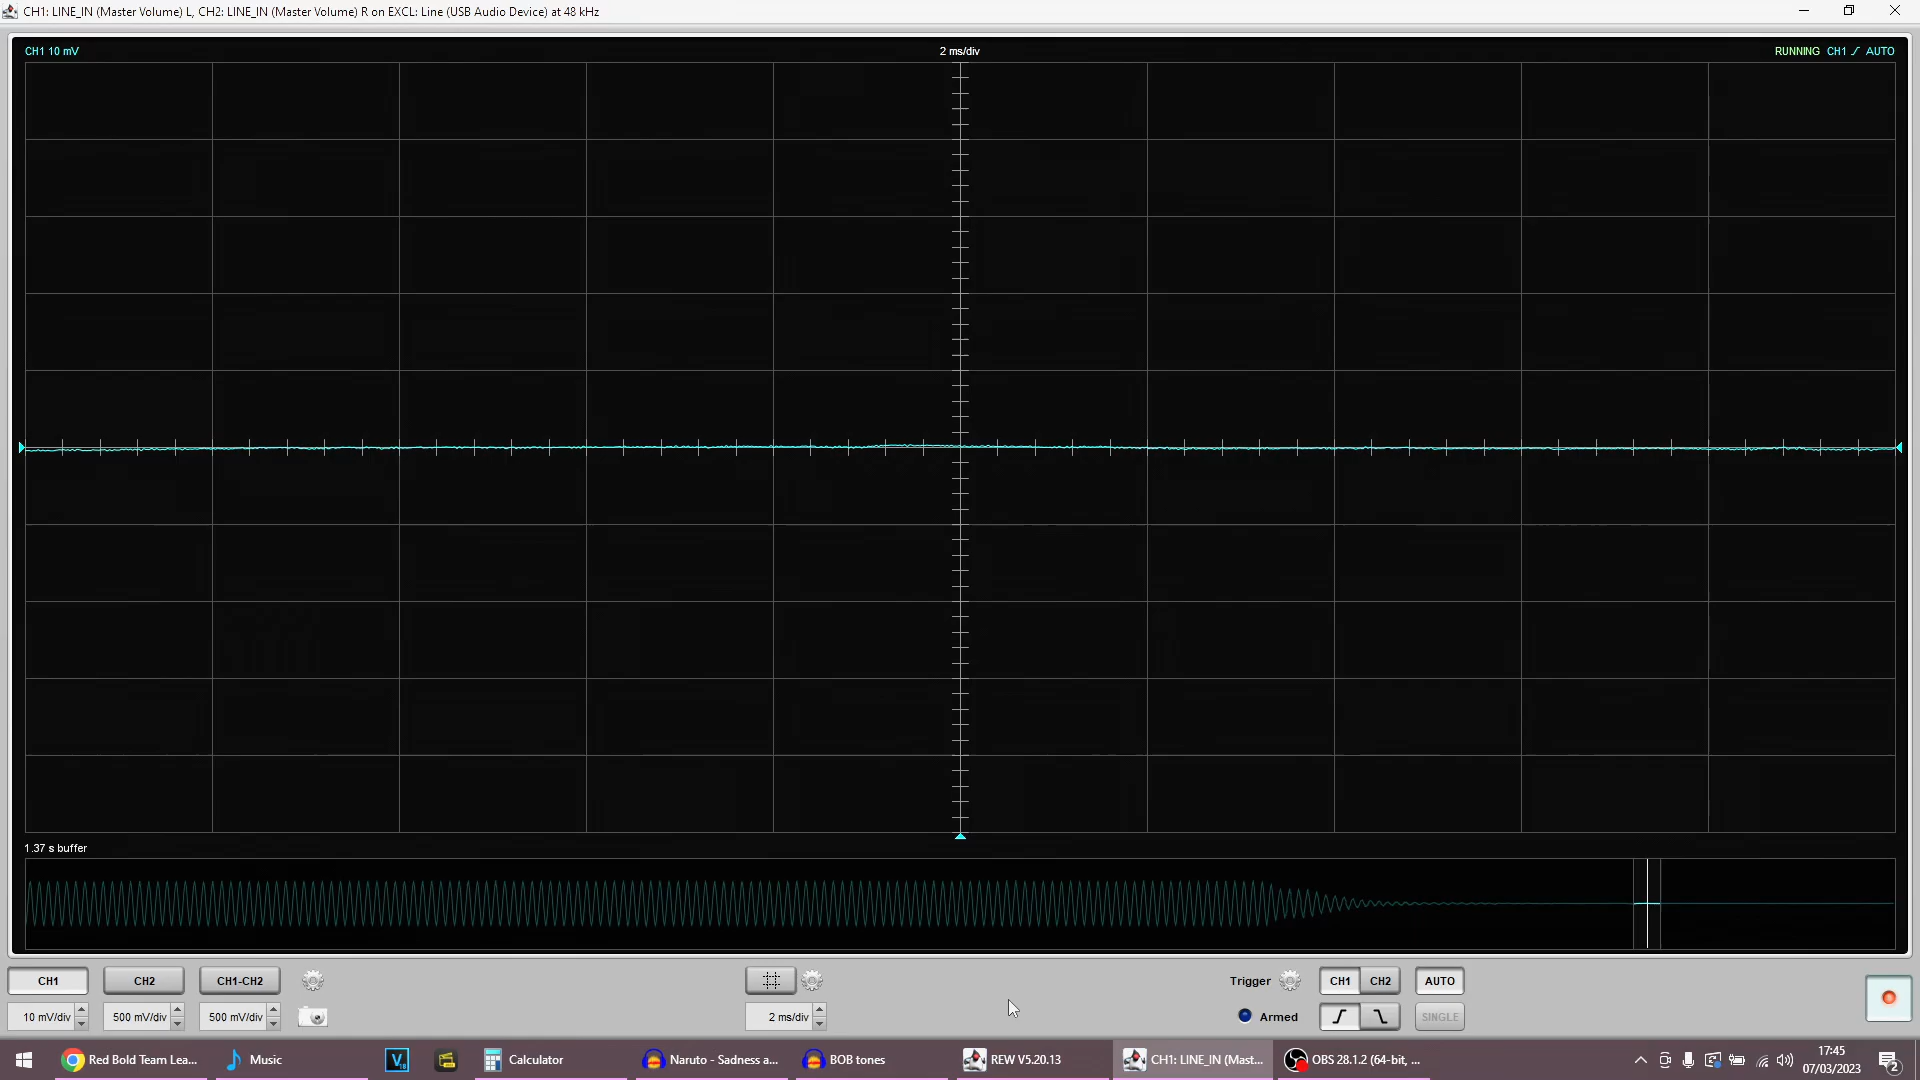 CH1: LINE_IN (Master Volume) L, CH2: LINE_IN (Master Volume) R on EXCL: Line (USB Audio Device) at 48 kHz
CH1 10 mV
2 ms/div
RUNNING CH1 AUTO
1.37 s buffer
CH1
CH2
CH1-CH2
Trigger
CH1
CH2
AUTO
10 mV/div
500 mV/div
500 mV/div
2 ms/div
Armed
SINGLE
Red Bold Team Lea...
Music
Calculator
Naruto - Sadness a...
BOB tones
REW V5.20.13
CH1: LINE_IN (Mast...
OBS 28.1.2 (64-bit, ...
17:45
07/03/2023
2